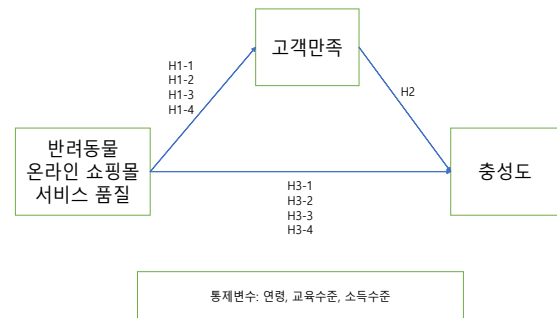 고객만족
H1-1
H1-2
H1-3
H1-4
H2
반려동물
온라인 쇼핑몰
서비스 품질
충성도
H3-1
H3-2
H3-3
H3-4
통제변수: 연령, 교육수준, 소득수준